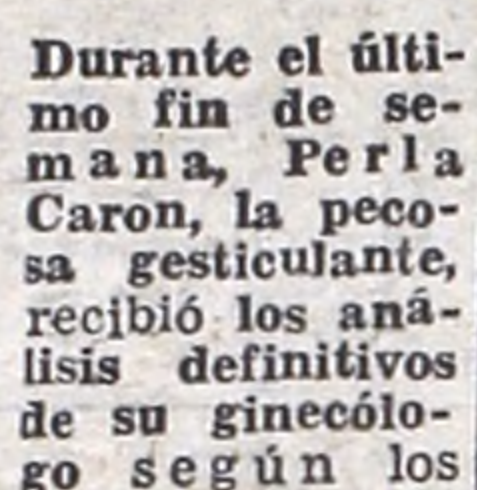 Durante el últi-
mo fin de se-
mana, Perla
Caron, la peco-
sa gesticulante,
recibió los aná-
lisis definitivos
de su ginecólo-
go según los